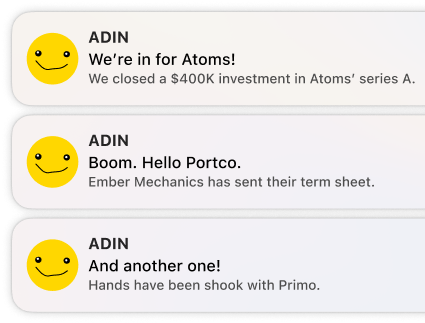 ADIN
We’re in for Atoms!
We closed a $400K investment in Atoms’ series A.
ADIN
Boom. Hello Portco.
Ember Mechanics has sent their term sheet.
ADIN
And another one!
Hands have been shook with Primo.